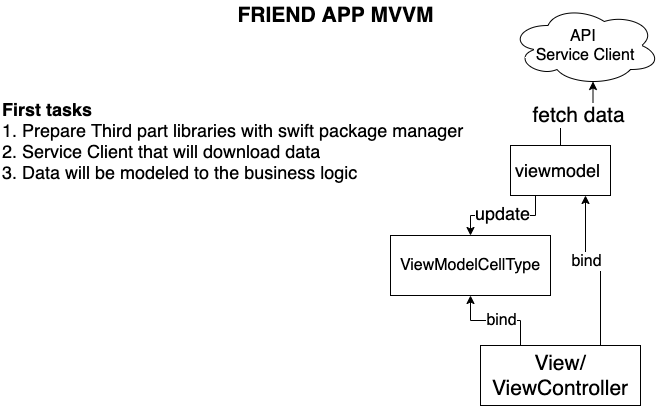 FRIEND APP MVVM
API
Service Client
First tasks
1. Prepare Third part libraries with swift package manager
2. Service Client that will download data
3. Data will be modeled to the business logic
fetch data
viewmodel
update
ViewModelCellType
bind
bind
View/
ViewController